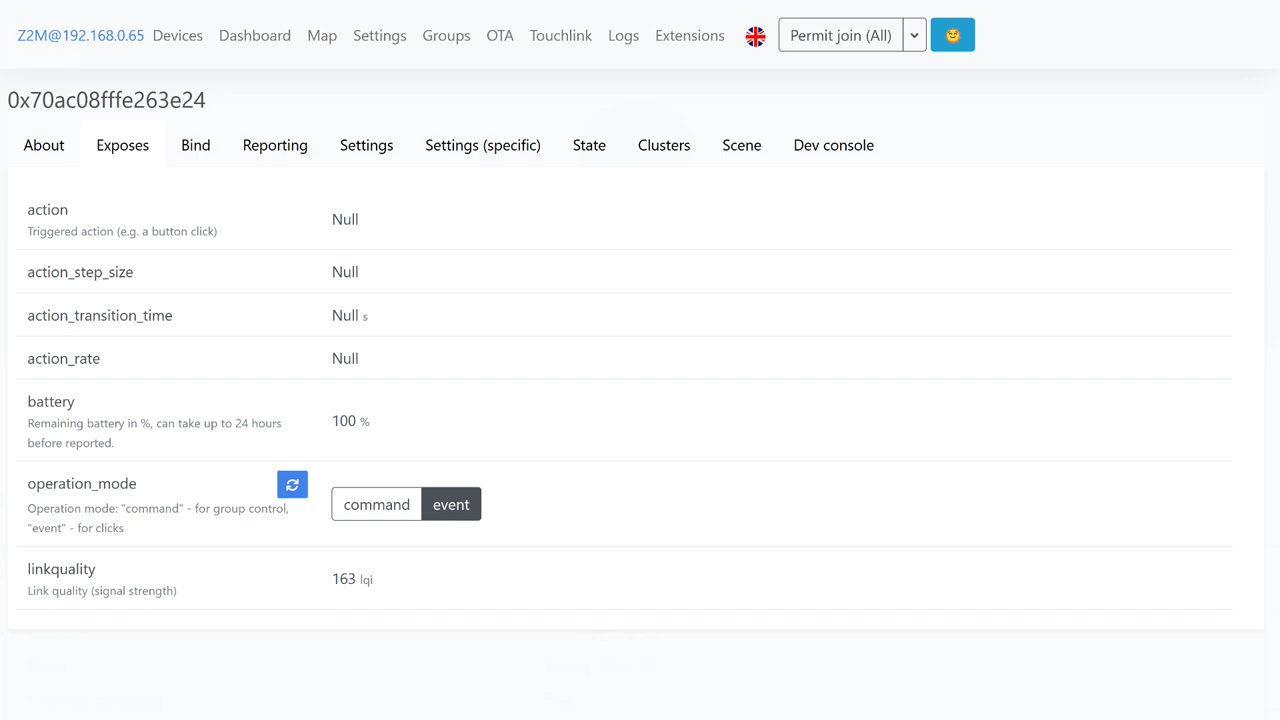 Z2M@192.168.0.65 Devices Dashboard Map Settings Groups OTA Touchlink Logs Extensions Permit join (All)
0x70ac08fffe263e24
About Exposes Bind Reporting Settings Settings (specific) State Clusters Scene Dev console
action
Triggered action (e.g. a button click)
Null
action_step_size
Null
action_transition_time
Null s
action_rate
Null
battery
Remaining battery in %, can take up to 24 hours
before reported.
100 %
operation_mode
Operation mode: "command" - for group control,
"event" - for clicks
command event
linkquality
Link quality (signal strength)
163 lqi